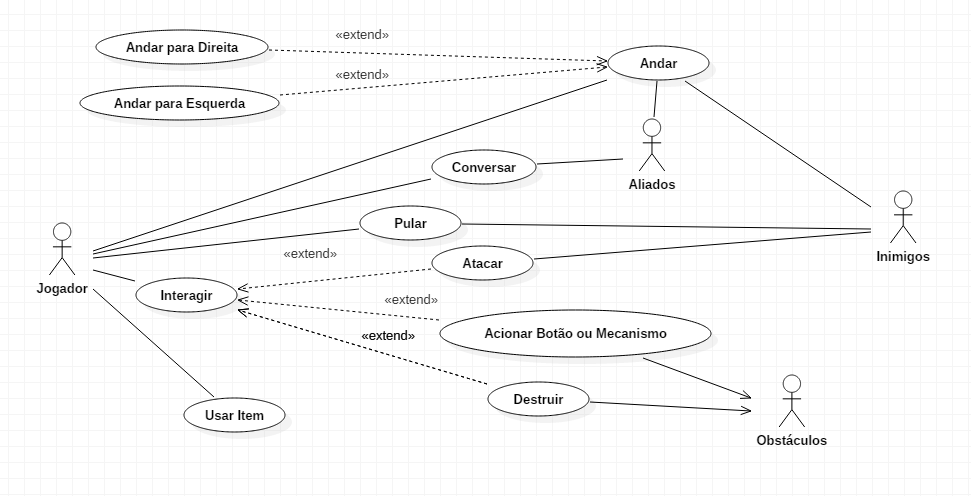 «extend»
Andar para Direita
Andar
«extend»
Andar para Esquerda
Conversar
Aliados
Pular
«extend»
Atacar
Inimigos
Jogador
Interagir
«extend»
Acionar Botão ou Mecanismo
«extend»
Destruir
Usar Item
Obstáculos